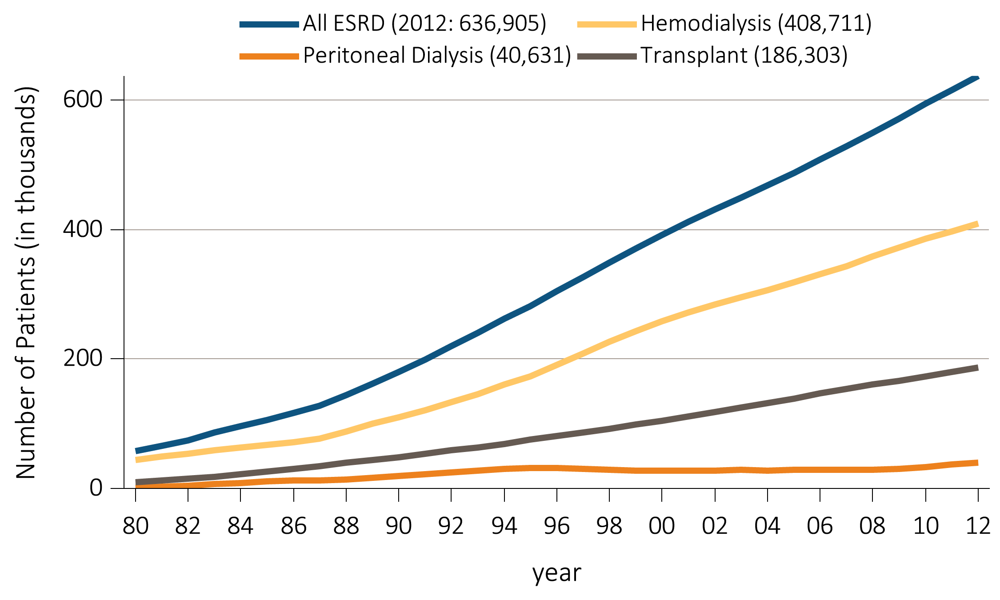 All ESRD (2012: 636,905) Hemodialysis (408,711)
Peritoneal Dialysis (40,631) Transplant (186,303)
Number of Patients (in thousands)
600
400
200
0
80 82 84 86 88 90 92 94 96 98 00 02 04 06 08 10 12
year